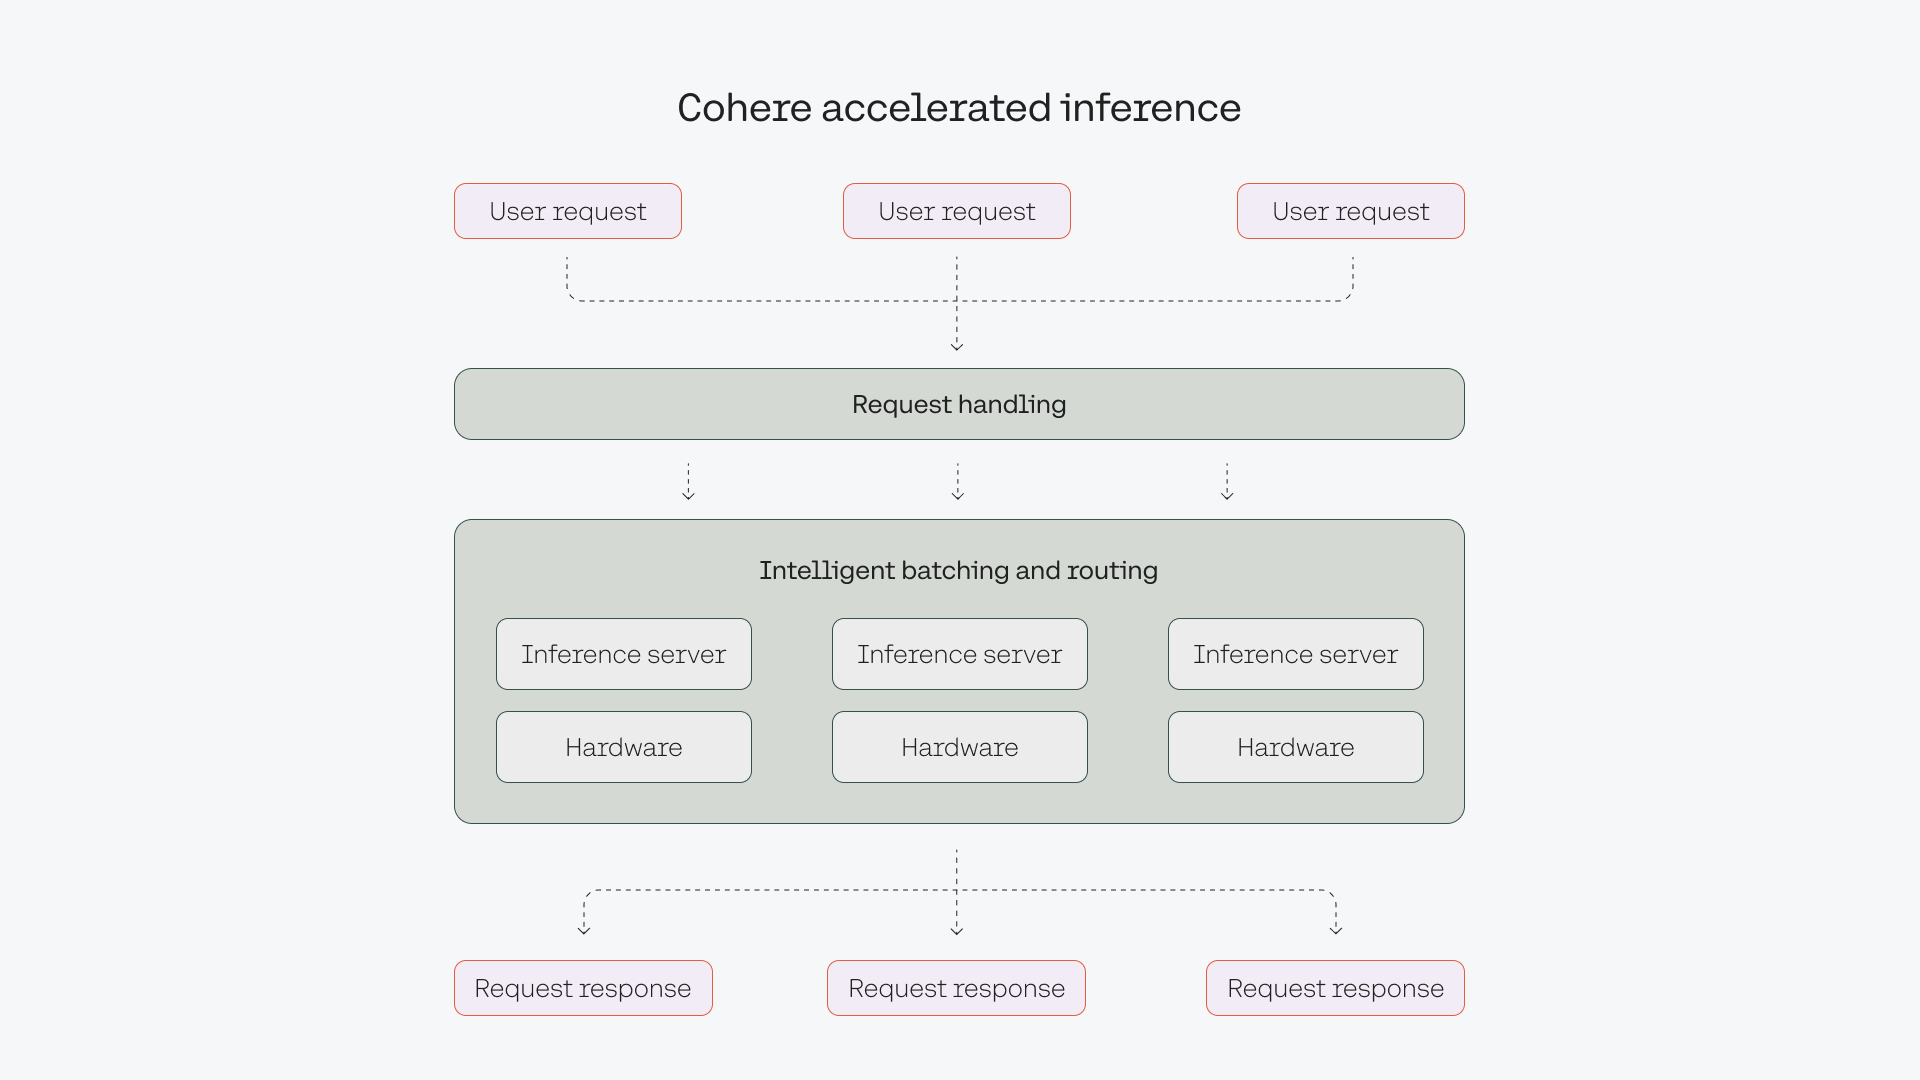 Cohere accelerated inference
User request
User request
User request
Request handling
Intelligent batching and routing
Inference server
Inference server
Inference server
Hardware
Hardware
Hardware
Request response
Request response
Request response